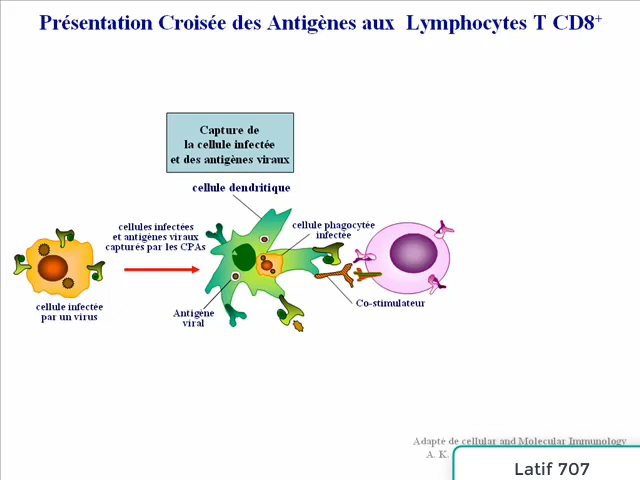 Présentation Croisée des Antigènes aux Lymphocytes T CD8+
Capture de
la cellule infectée
et des antigènes viraux
cellule dendritique
cellules infectées
et antigènes viraux
capturés par les CPAs
cellule phagocytée
infectée
cellule infectée
par un virus
Antigène
viral
Co-stimulateur
Adapté de cellular and Molecular Immunology
A. K.
Latif 707